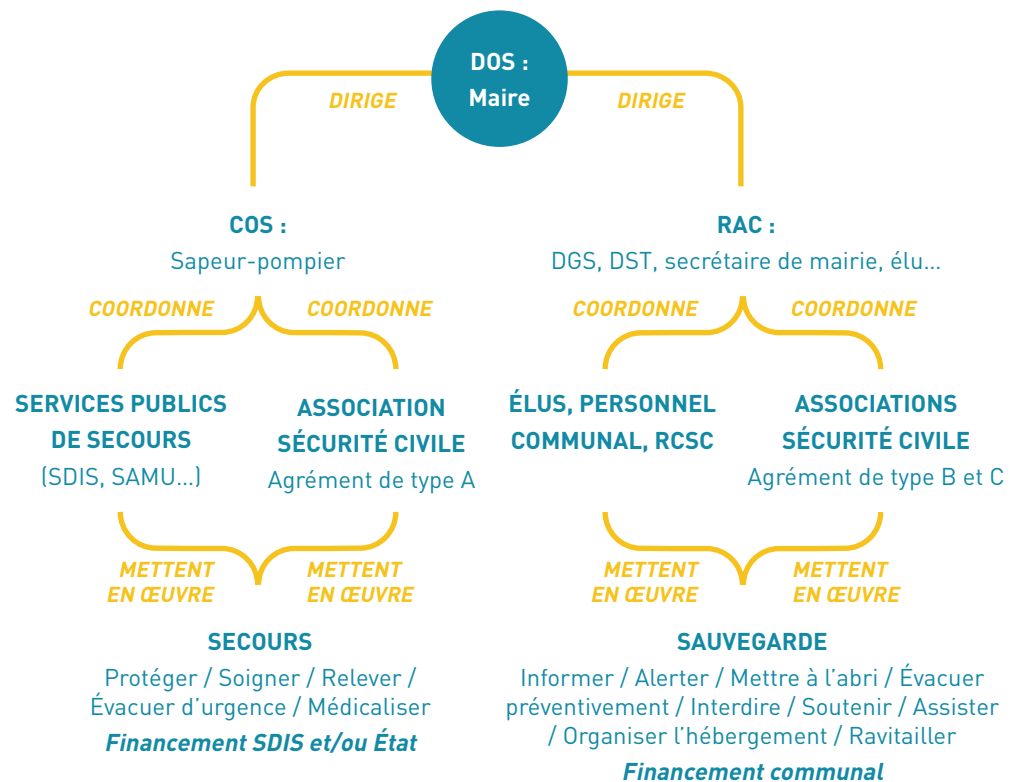 DOS :
Maire
DIRIGE
DIRIGE
COS :
Sapeur-pompier
RAC :
DGS, DST, secrétaire de mairie, élu...
COORDONNE
COORDONNE
COORDONNE
COORDONNE
SERVICES PUBLICS
DE SECOURS
(SDIS, SAMU...)
ASSOCIATION
SÉCURITÉ CIVILE
Agrément de type A
ÉLUS, PERSONNEL
COMMUNAL, RCSC
ASSOCIATIONS
SÉCURITÉ CIVILE
Agrément de type B et C
METTENT
EN ŒUVRE
METTENT
EN ŒUVRE
METTENT
EN ŒUVRE
METTENT
EN ŒUVRE
SECOURS
Protéger / Soigner / Relever /
Évacuer d'urgence / Médicaliser
Financement SDIS et/ou État
SAUVEGARDE
Informer / Alerter / Mettre à l'abri / Évacuer
préventivement / Interdire / Soutenir / Assister
/ Organiser l'hébergement / Ravitailler
Financement communal